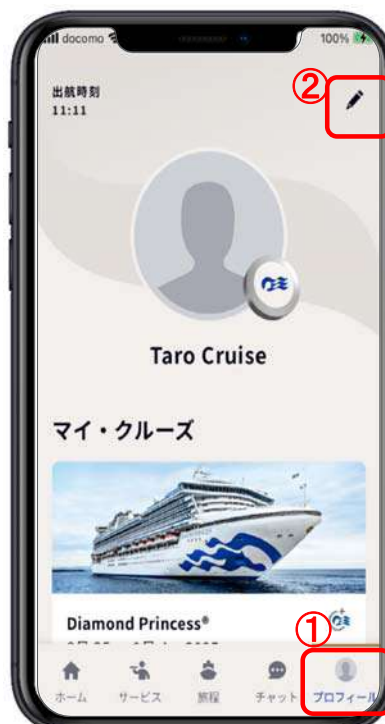 docomo
100%
出航時刻
11:11
②
Taro Cruise
マイ・クルーズ
Diamond Princess®
①
ホーム
サービス
旅程
チャット
プロフィール